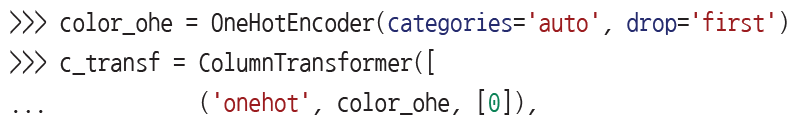 >>> color_ohe = OneHotEncoder(categories='auto', drop='first')
>>> c_transf = ColumnTransformer([
...            ('onehot', color_ohe, [0]),